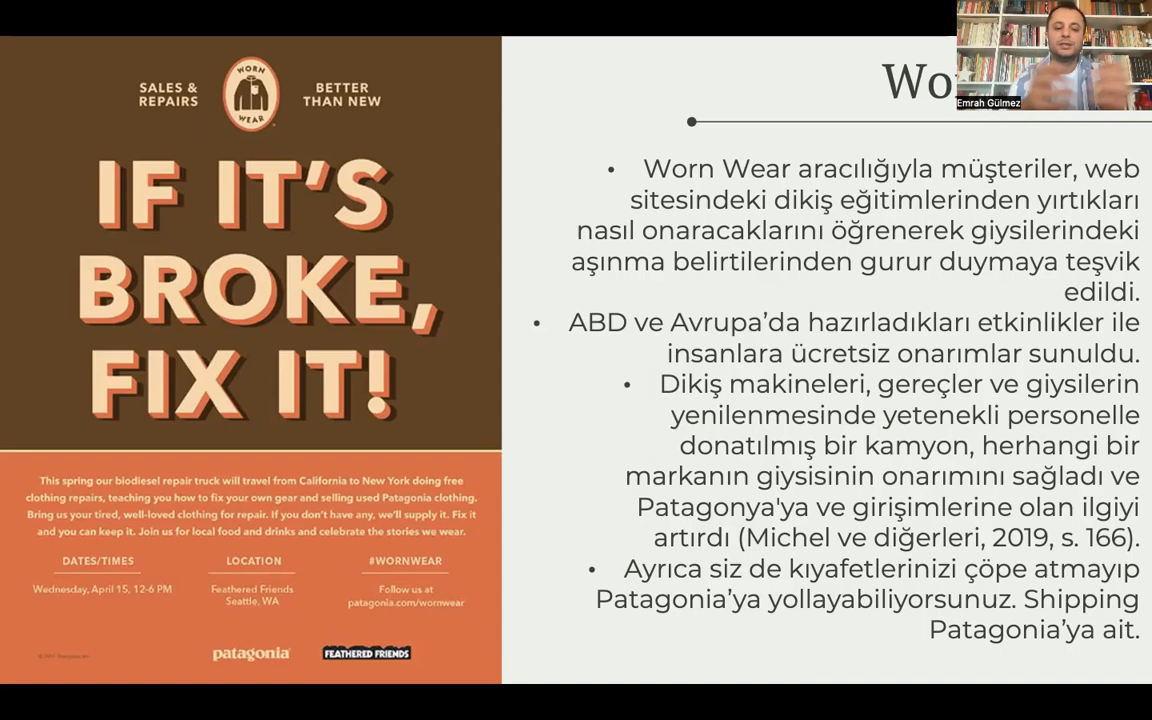 SALES &
REPAIRS
WORN
WEAR
BETTER
THAN NEW
IF IT'S
BROKE,
FIX IT!
This spring our biodiesel repair truck will travel from California to New York doing free
clothing repairs, teaching you how to fix your own gear and selling used Patagonia clothing.
Bring us your tired, well-loved clothing for repair. If you don't have any, we'll supply it. Fix it
and you can keep it. Join us for local food and drinks and celebrate the stories we wear.
DATES/TIMES
Wednesday, April 15, 12-6 PM
LOCATION
Feathered Friends
Seattle, WA
#WORNWEAR
Follow us at
patagonia.com/wornwear
patagonia
FEATHERED FRIENDS
Wo
Emrah Gülmez
• Worn Wear aracılığıyla müşteriler, web
sitesindeki dikiş eğitimlerinden yırtıkları
nasıl onaracaklarını öğrenerek giysilerindeki
aşınma belirtilerinden gurur duymaya teşvik
edildi.
• ABD ve Avrupa'da hazırladıkları etkinlikler ile
insanlara ücretsiz onarımlar sunuldu.
• Dikiş makineleri, gereçler ve giysilerin
yenilenmesinde yetenekli personelle
donatılmış bir kamyon, herhangi bir
markanın giysisinin onarımını sağladı ve
Patagonya'ya ve girişimlerine olan ilgiyi
artırdı (Michel ve diğerleri, 2019, s. 166).
• Ayrıca siz de kıyafetlerinizi çöpe atmayıp
Patagonia'ya yollayabiliyorsunuz. Shipping
Patagonia'ya ait.